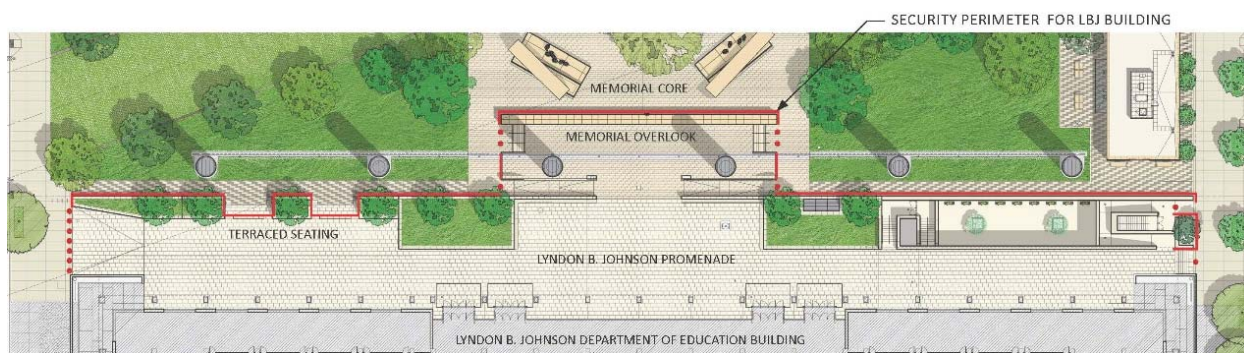 SECURITY PERIMETER FOR LBJ BUILDING
MEMORIAL CORE
MEMORIAL OVERLOOK
TERRACED SEATING
LYNDON B. JOHNSON PROMENADE
LYNDON B. JOHNSON DEPARTMENT OF EDUCATION BUILDING